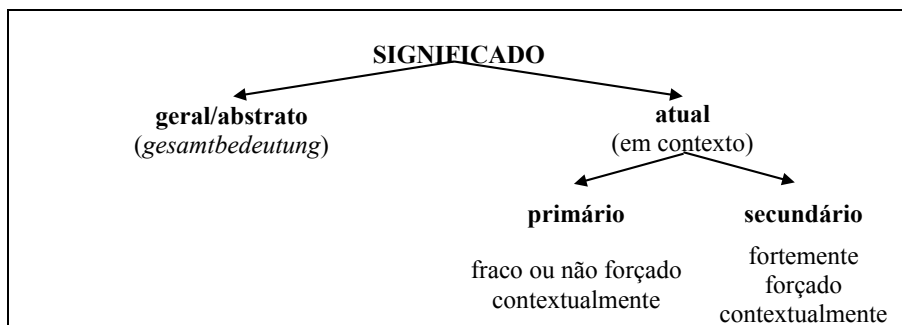 SIGNIFICADO
geral/abstrato
(gesamtbedeutung)
atual
(em contexto)
primário
fraco ou não forçado
contextualmente
secundário
fortemente
forçado
contextualmente